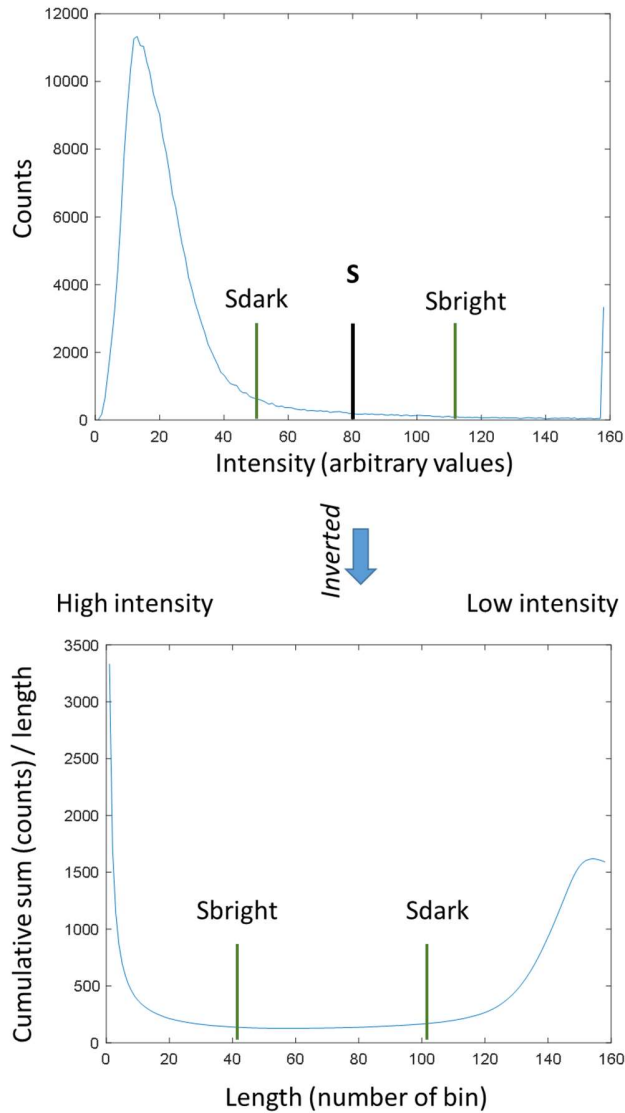 12000
10000
8000
6000
4000
2000
0
Counts
Sdark
S
Sbright
0 20 40 60 80 100 120 140 160
Intensity (arbitrary values)
Inverted
High intensity Low intensity
3500
3000
2500
2000
1500
1000
500
0
Cumulative sum (counts) / length
Sbright Sdark
0 20 40 60 80 100 120 140 160
Length (number of bin)